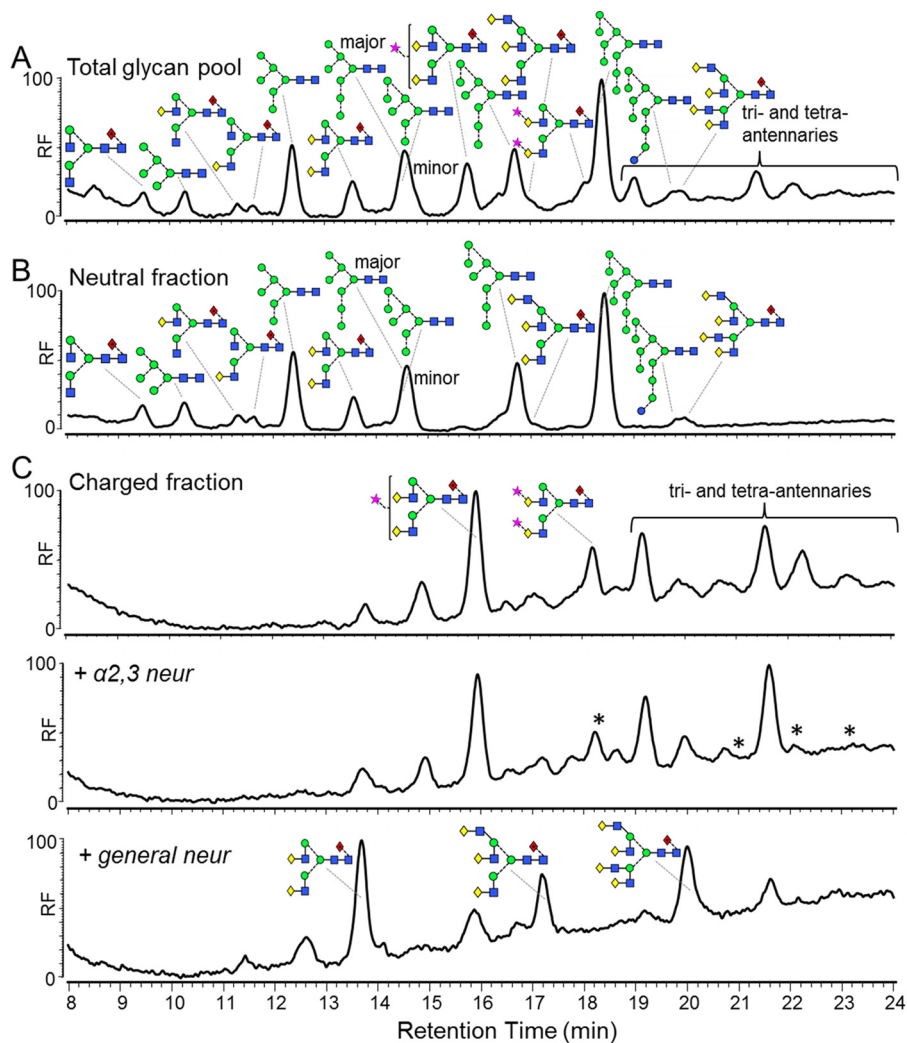 A
Total glycan pool
major
minor
tri- and tetra-
antennaries
100
RF
0
B
Neutral fraction
major
minor
100
RF
0
C
Charged fraction
tri- and tetra-antennaries
100
RF
0
+ α2,3 neur
100
RF
0
*
*
*
*
+ general neur
100
RF
0
8 9 10 11 12 13 14 15 16 17 18 19 20 21 22 23 24
Retention Time (min)